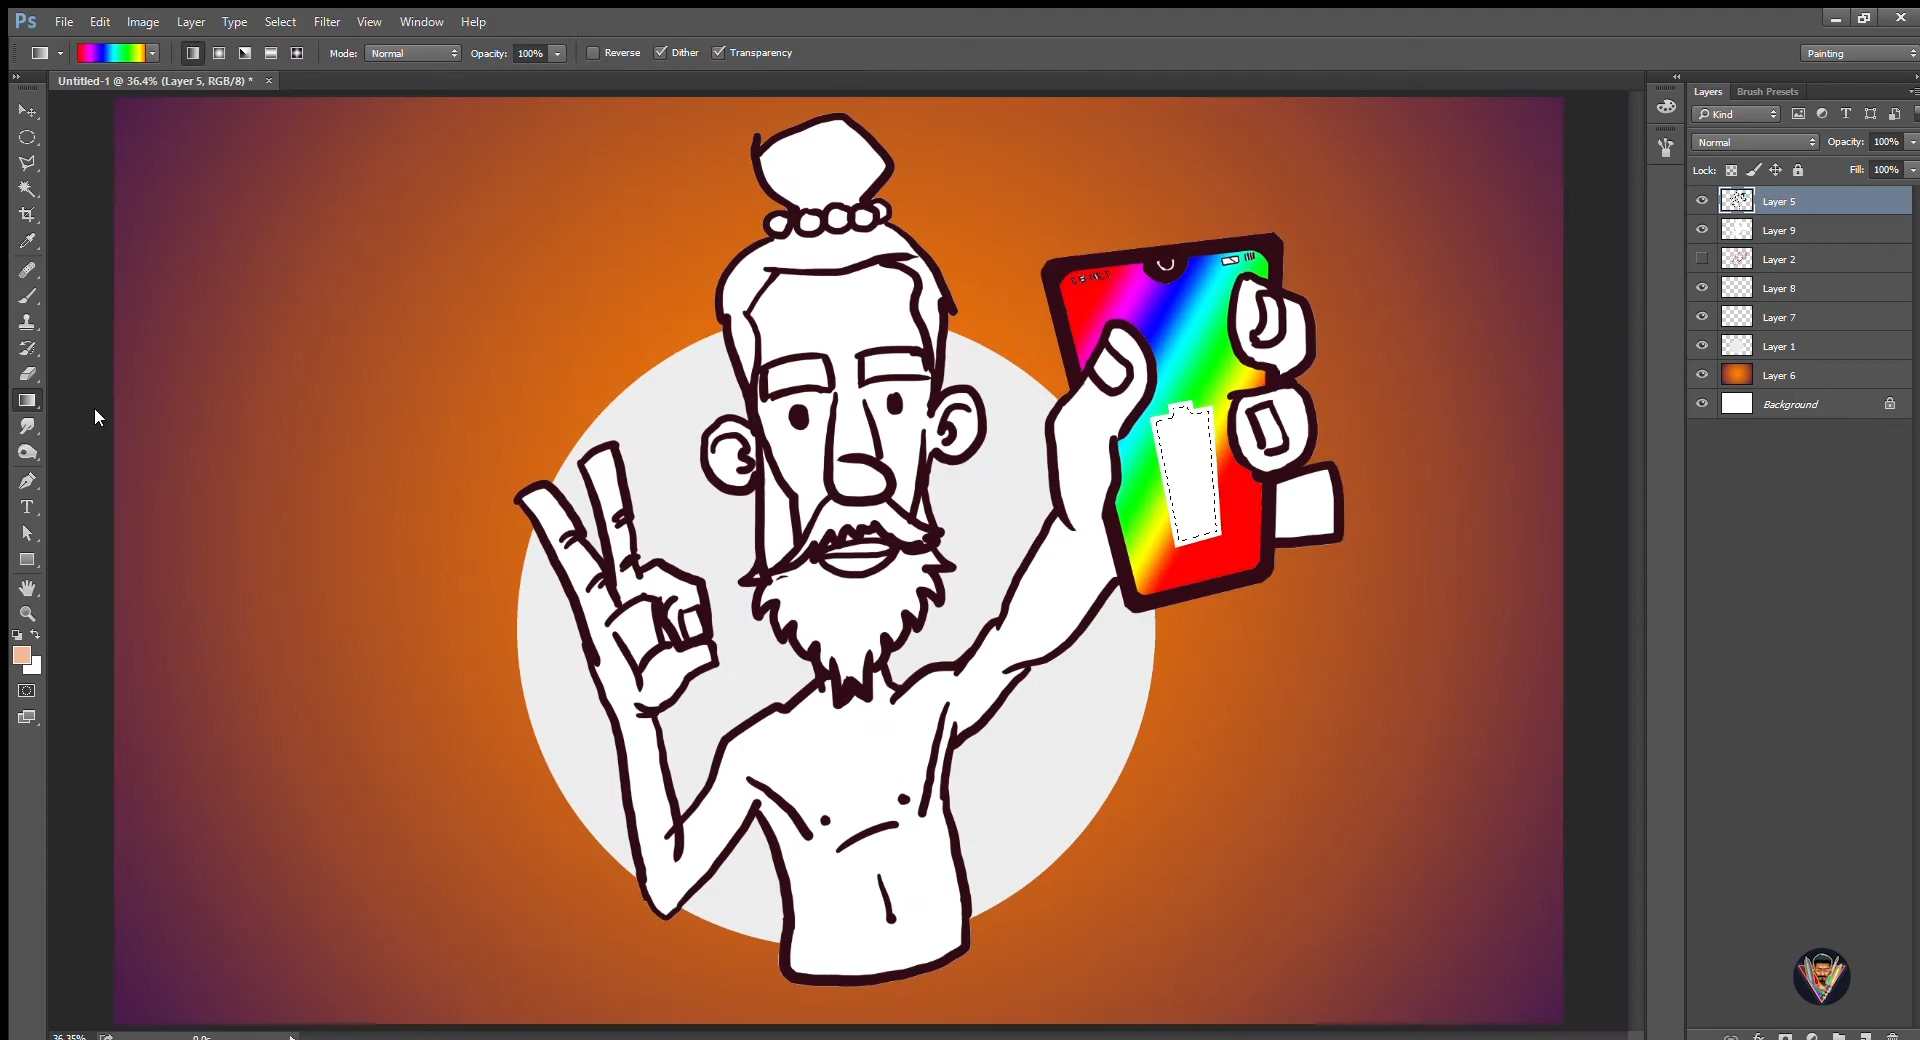 Ps File Edit Image Layer Type Select Filter View Window Help
Mode: Normal Opacity: 100% Reverse Dither Transparency Painting
Untitled-1 @ 36.4% (Layer 5, RGB/8) * ×
Layers Brush Presets
Kind
Normal Opacity: 100%
Lock: Fill: 100%
Layer 5
Layer 9
Layer 2
Layer 8
Layer 7
Layer 1
Layer 6
Background
36.35%